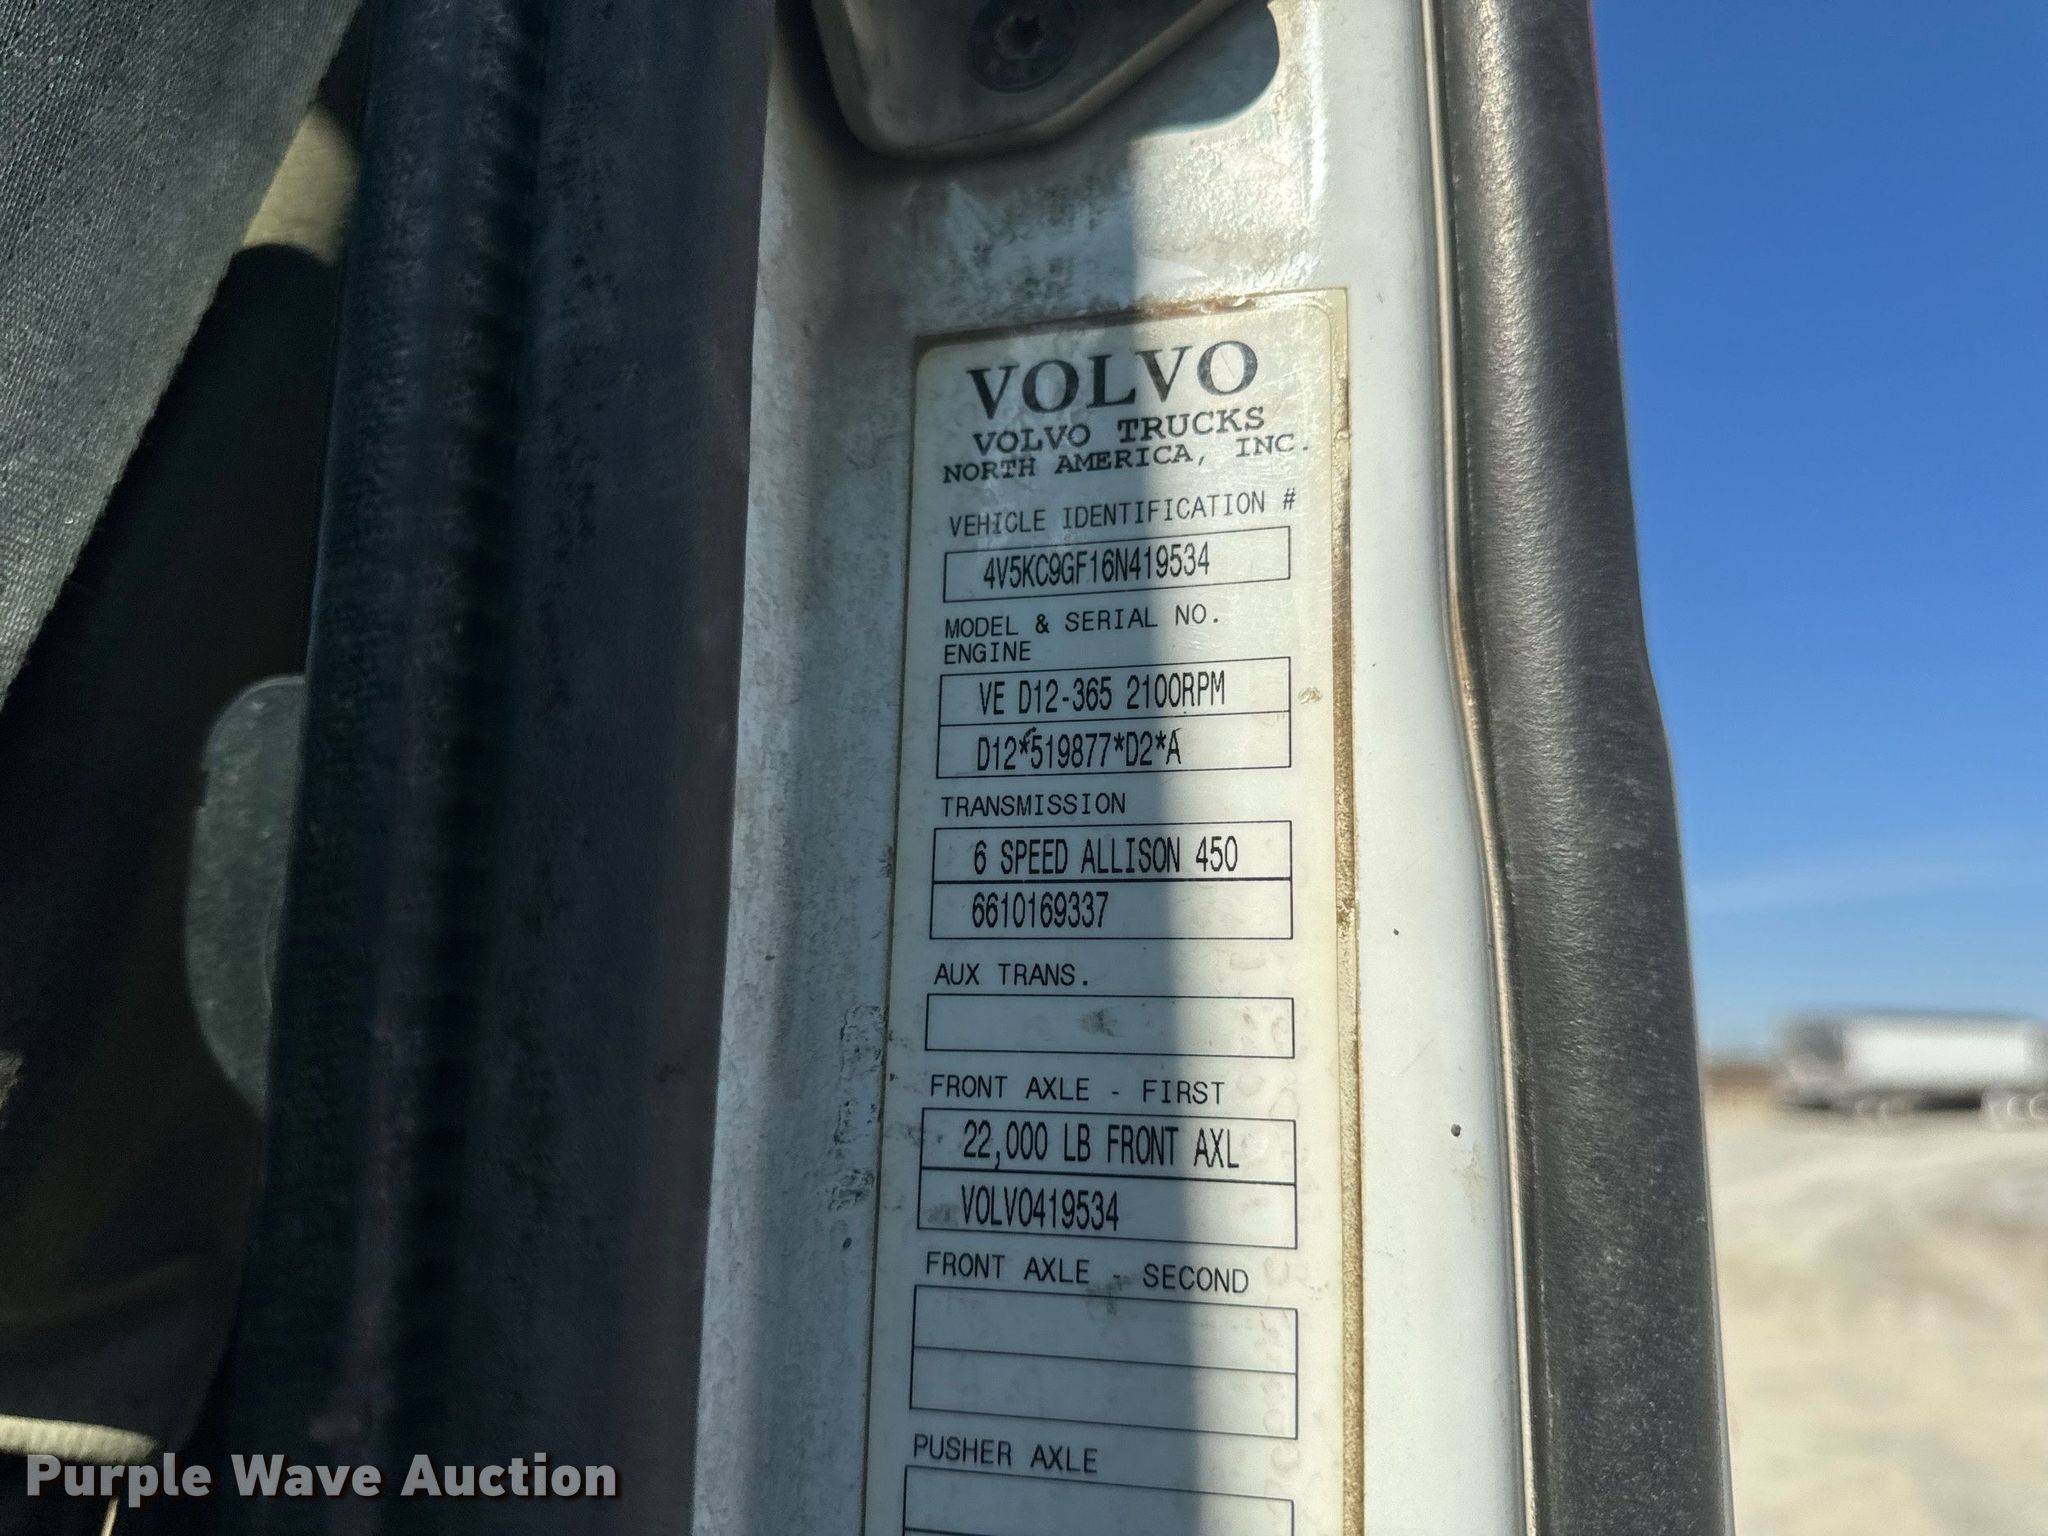 VOLVO
VOLVO TRUCKS
NORTH AMERICA, INC.
VEHICLE IDENTIFICATION #
4V5KC9GF16N419534
MODEL & SERIAL NO.
ENGINE
VE D12-365 2100RPM
D12*519877*D2*A
TRANSMISSION
6 SPEED ALLISON 450
6610169337
AUX TRANS.
FRONT AXLE - FIRST
22,000 LB FRONT AXL
VOLVO419534
FRONT AXLE - SECOND
PUSHER AXLE
Purple Wave Auction